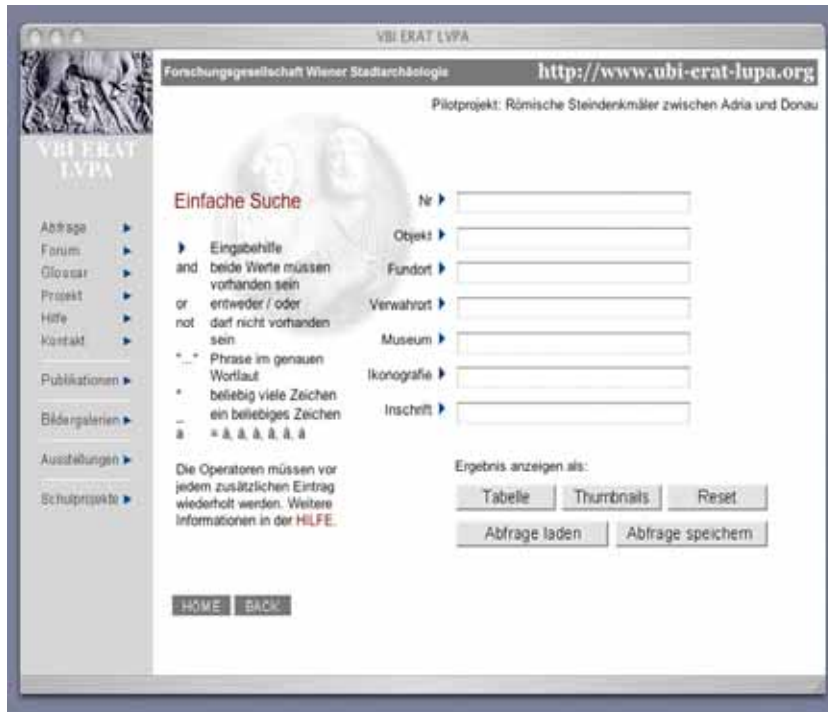 VBI ERAT LVPA
Forschungsgesellschaft Wiener Stadtarchäologie
http://www.ubi-erat-lupa.org
Pilotprojekt: Römische Steindenkmäler zwischen Adria und Donau
VBI ERAT
LVPA
Abfrage
Forum
Glossar
Projekt
Hilfe
Kontakt
Publikationen
Bildergalerien
Ausstellungen
Schulprojekte
Einfache Suche
Eingabehilfe
and beide Werte müssen
vorhanden sein
or entweder / oder
not darf nicht vorhanden
sein
"..." Phrase im genauen
Wortlaut
* beliebig viele Zeichen
_ ein beliebiges Zeichen
Die Operatoren müssen vor
jedem zusätzlichen Eintrag
wiederholt werden. Weitere
Informationen in der HILFE.
Nr
Objekt
Fundort
Verwahrort
Museum
Ikonografie
Inschrift
Ergebnis anzeigen als:
Tabelle Thumbnails Reset
Abfrage laden Abfrage speichern
HOME BACK